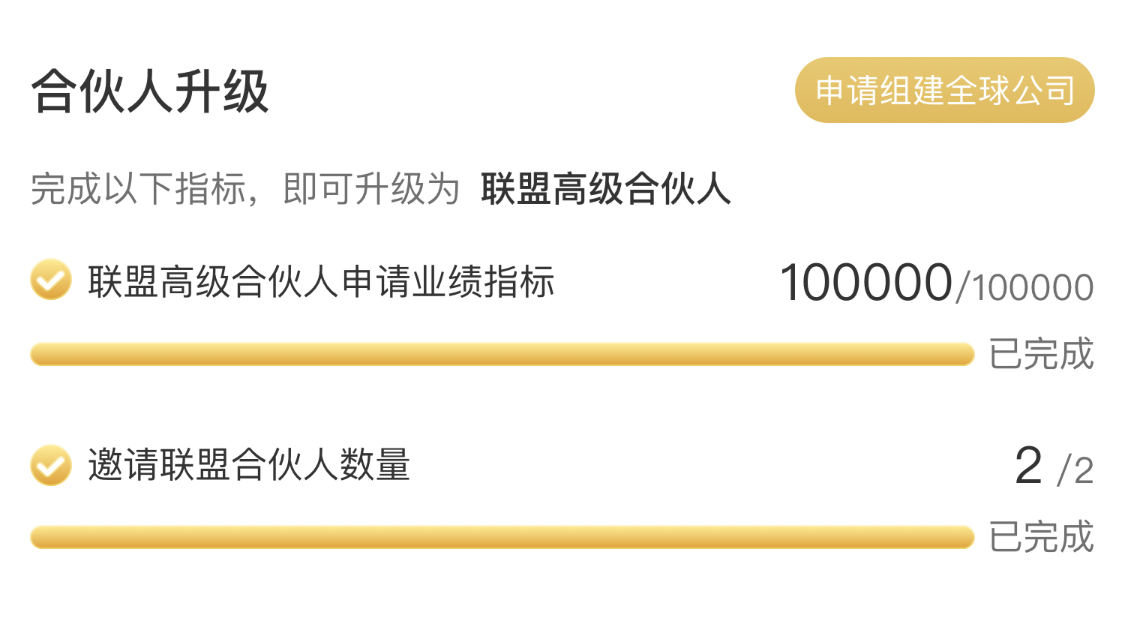 合伙人升级
申请组建全球公司
完成以下指标，即可升级为 联盟高级合伙人
联盟高级合伙人申请业绩指标
100000/100000
已完成
邀请联盟合伙人数量
2 /2
已完成